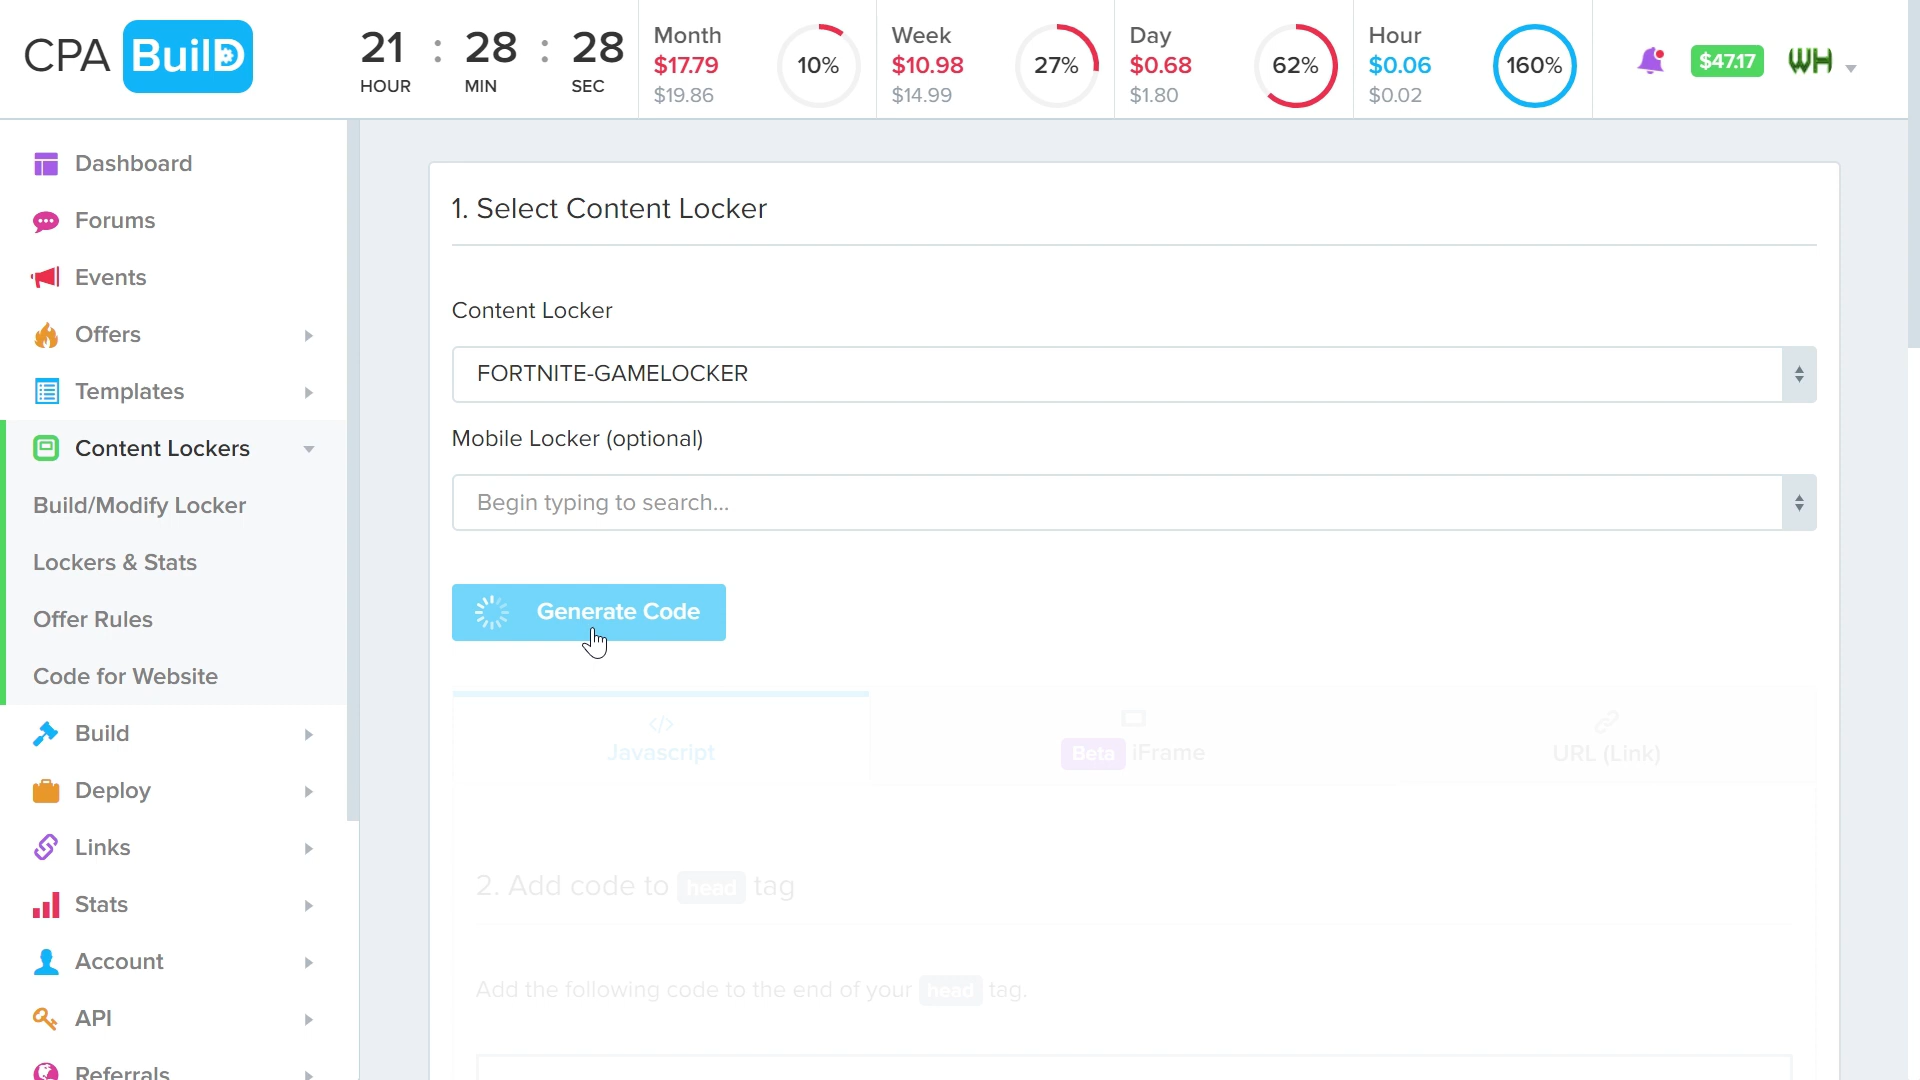 CPA BuilD
21 : 28 : 28
HOUR MIN SEC
Month
$17.79
$19.86
10%
Week
$10.98
$14.99
27%
Day
$0.68
$1.80
62%
Hour
$0.06
$0.02
160%
$47.17
WH
Dashboard
Forums
Events
Offers
Templates
Content Lockers
Build/Modify Locker
Lockers & Stats
Offer Rules
Code for Website
Build
Deploy
Links
Stats
Account
API
Referrals
1. Select Content Locker
Content Locker
FORTNITE-GAMELOCKER
Mobile Locker (optional)
Begin typing to search...
Generate Code
</>
Javascript
Beta iFrame
URL (Link)
2. Add code to head tag
Add the following code to the end of your head tag.